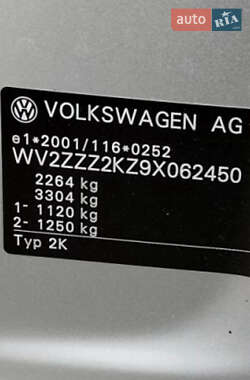 auto RIA
VOLKSWAGEN AG
e1*2001/116*0252
WV2ZZZ2KZ9X062450
2264 kg
3304 kg
1- 1120 kg
2- 1250 kg
Typ 2K